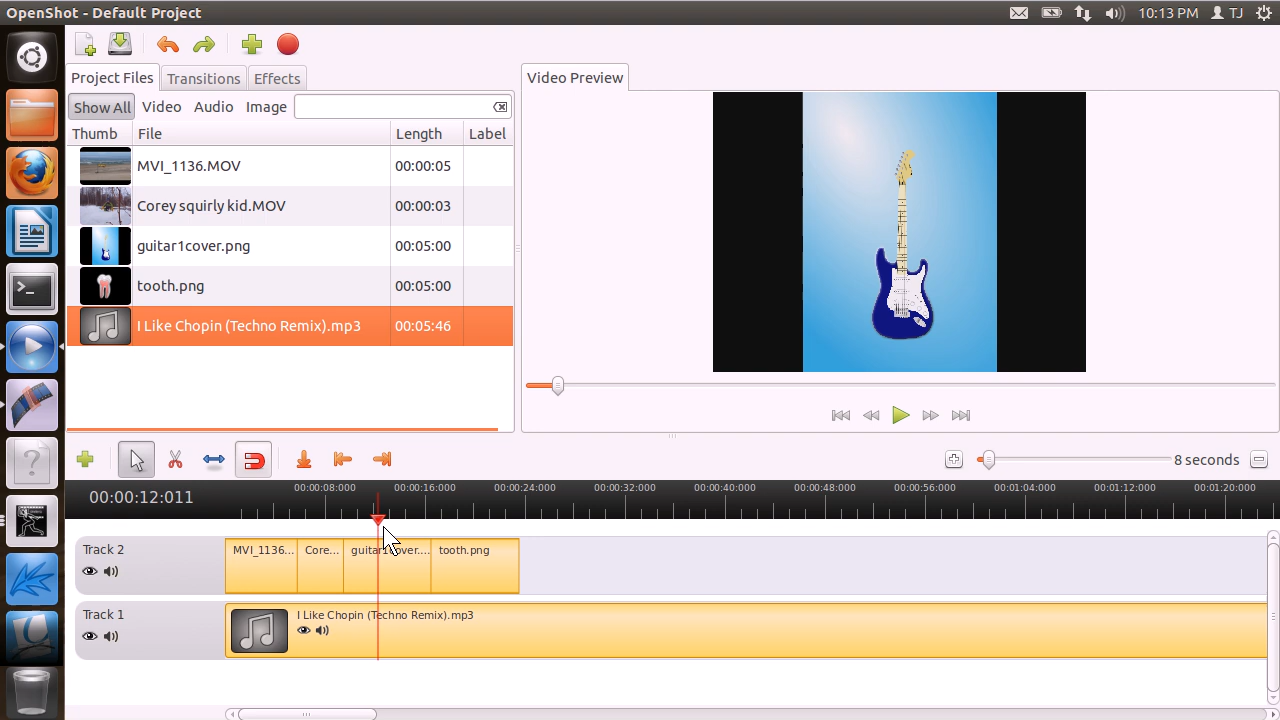 OpenShot - Default Project
10:13 PM TJ
Project Files Transitions Effects Video Preview
Show All Video Audio Image
Thumb File Length Label
MVI_1136.MOV 00:00:05
Corey squirly kid.MOV 00:00:03
guitar1cover.png 00:05:00
tooth.png 00:05:00
I Like Chopin (Techno Remix).mp3 00:05:46
8 seconds
00:00:12:011 00:00:08:000 00:00:16:000 00:00:24:000 00:00:32:000 00:00:40:000 00:00:48:000 00:00:56:000 00:01:04:000 00:01:12:000 00:01:20:000
Track 2 MVI_1136... Core... guitar1cover.... tooth.png
Track 1 I Like Chopin (Techno Remix).mp3